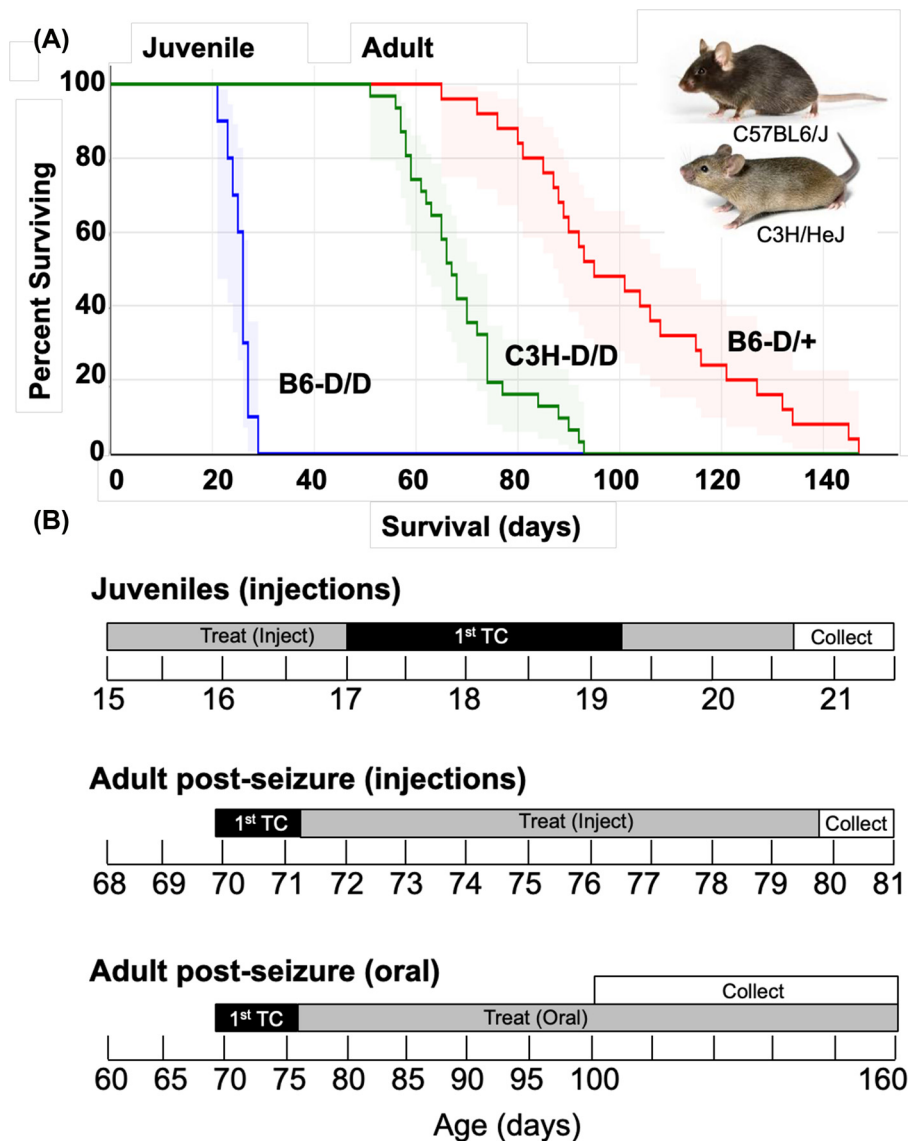 (A)
Juvenile Adult
100
80
60
40
20
0
Percent Surviving
C57BL6/J
C3H/HeJ
B6-D/D
C3H-D/D
B6-D/+
0 20 40 60 80 100 120 140
Survival (days)
(B)
Juveniles (injections)
Treat (Inject) 1st TC Collect
15 16 17 18 19 20 21
Adult post-seizure (injections)
1st TC Treat (Inject) Collect
68 69 70 71 72 73 74 75 76 77 78 79 80 81
Adult post-seizure (oral)
Collect
1st TC Treat (Oral)
60 65 70 75 80 85 90 95 100 160
Age (days)